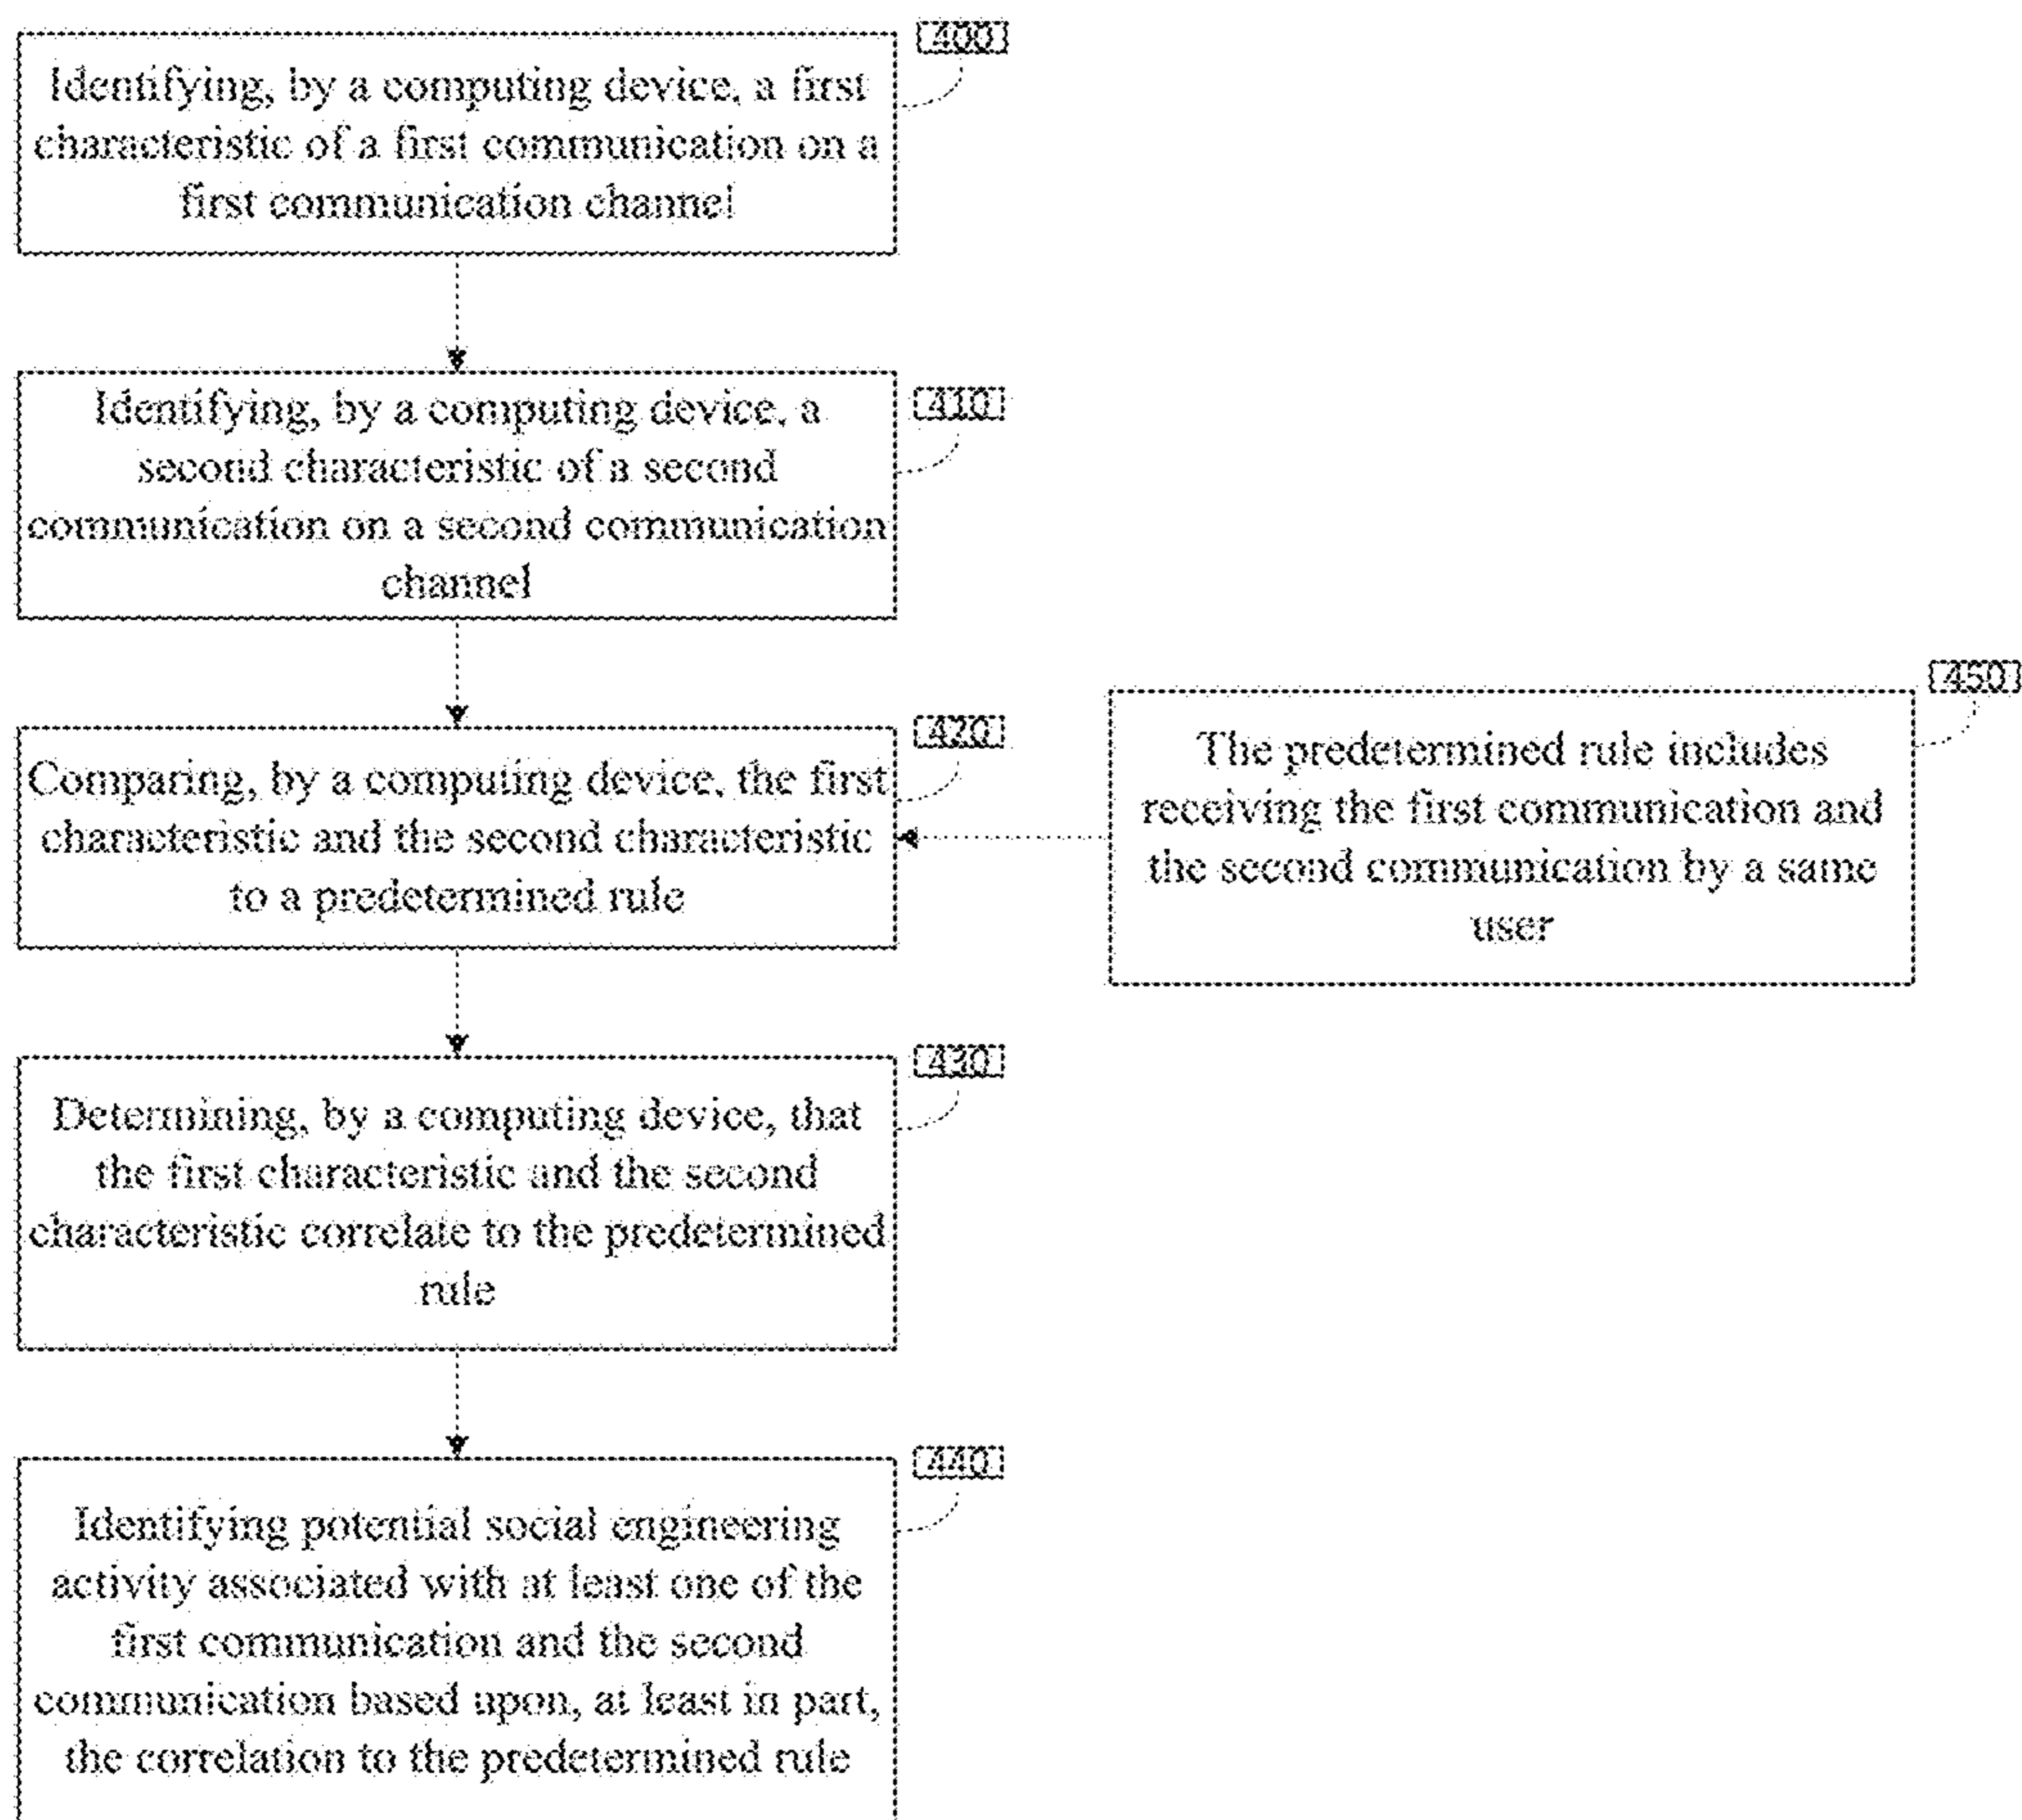 400
Identifying, by a computing device, a first
characteristic of a first communication on a
first communication channel
410
Identifying, by a computing device, a
second characteristic of a second
communication on a second communication
channel
420
Comparing, by a computing device, the first
characteristic and the second characteristic
to a predetermined rule
450
The predetermined rule includes
receiving the first communication and
the second communication by a same
user
430
Determining, by a computing device, that
the first characteristic and the second
characteristic correlate to the predetermined
rule
440
Identifying potential social engineering
activity associated with at least one of the
first communication and the second
communication based upon, at least in part,
the correlation to the predetermined rule